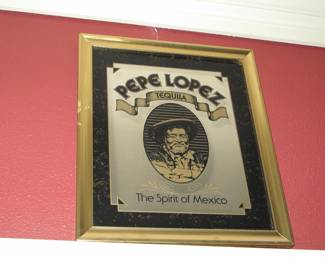 PEPE LOPEZ
TEQUILA
The Spirit of Mexico